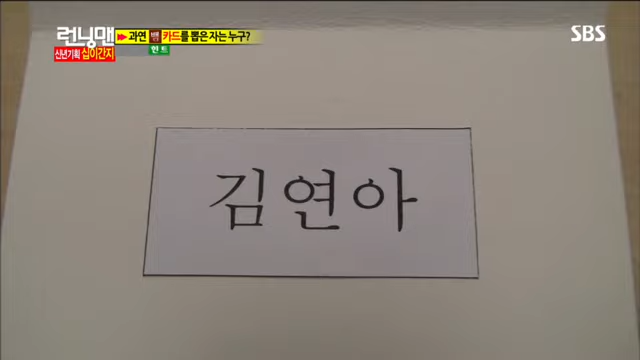 런닝맨
신년기획 십이간지
과연 뱀 카드를 뽑은 자는 누구?
힌트
SBS
김연아